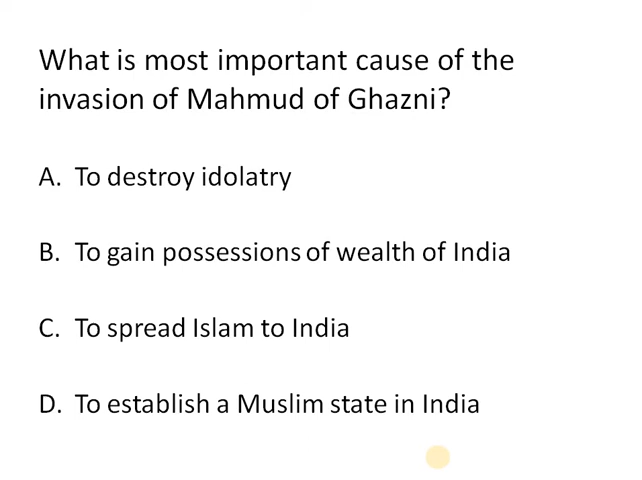 What is most important cause of the
invasion of Mahmud of Ghazni?
A. To destroy idolatry
B. To gain possessions of wealth of India
C. To spread Islam to India
D. To establish a Muslim state in India